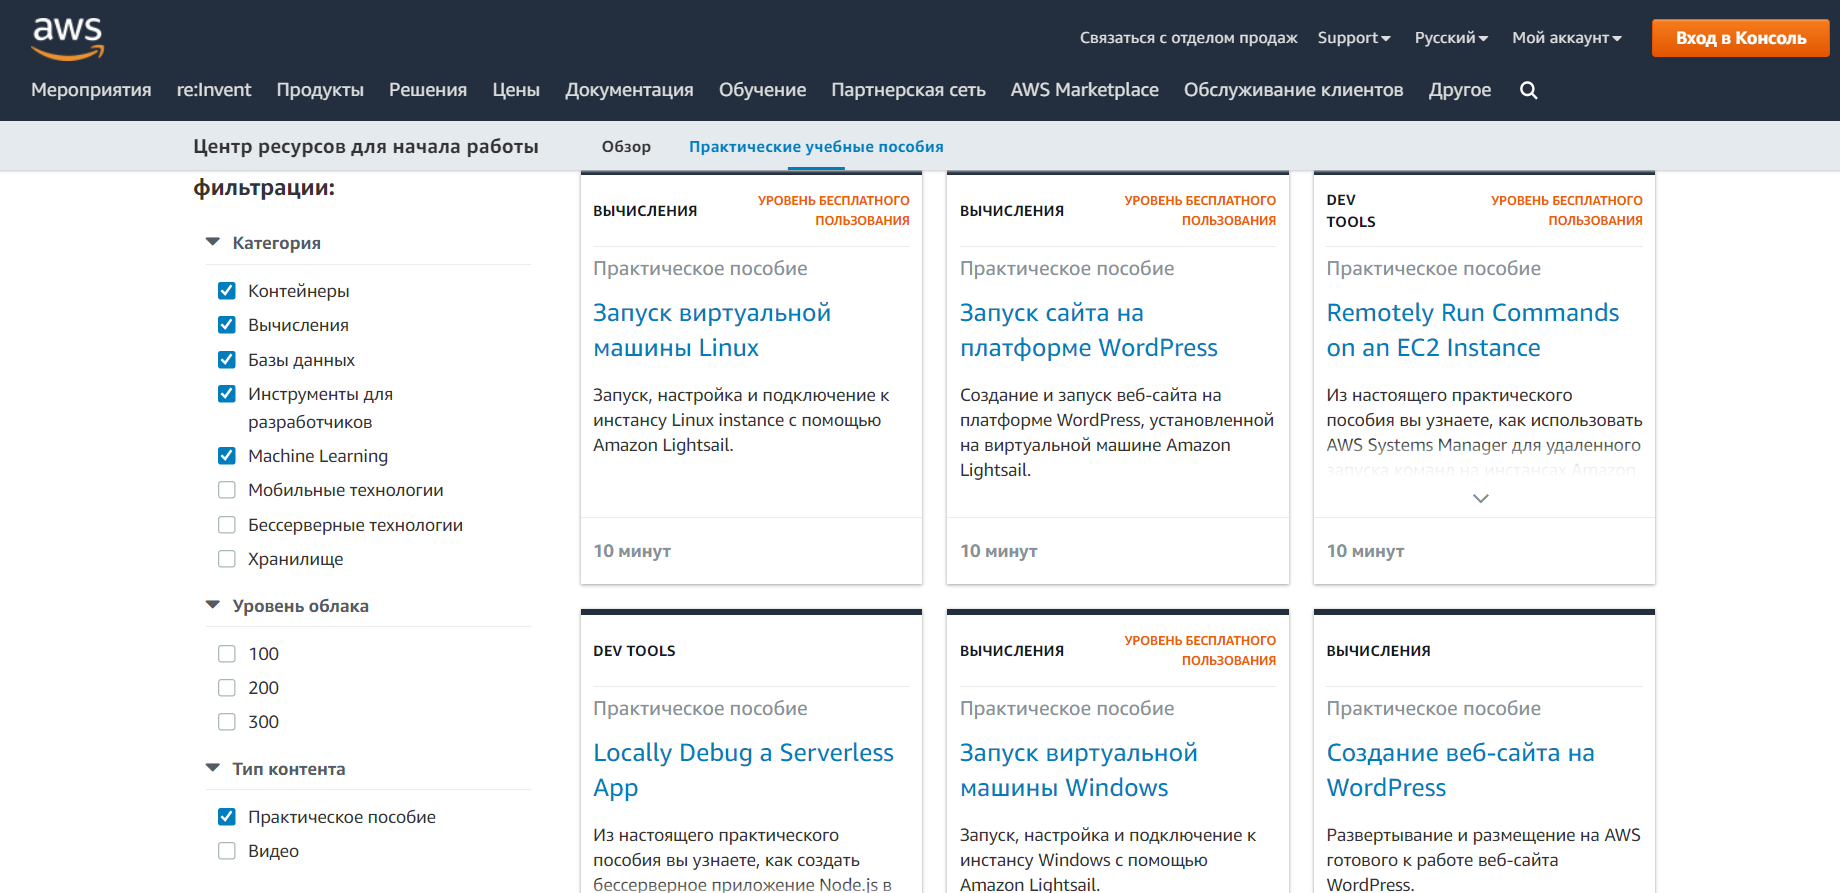 aws
Связаться с отделом продаж
Support
Русский
Мой аккаунт
Вход в Консоль
Мероприятия
re:Invent
Продукты
Решения
Цены
Документация
Обучение
Партнерская сеть
AWS Marketplace
Обслуживание клиентов
Другое
Центр ресурсов для начала работы
Обзор
Практические учебные пособия
фильтрации:
Категория
Контейнеры
Вычисления
Базы данных
Инструменты для
разработчиков
Machine Learning
Мобильные технологии
Бессерверные технологии
Хранилище
Уровень облака
100
200
300
Тип контента
Практическое пособие
Видео
ВЫЧИСЛЕНИЯ
УРОВЕНЬ БЕСПЛАТНОГО
ПОЛЬЗОВАНИЯ
Практическое пособие
Запуск виртуальной
машины Linux
Запуск, настройка и подключение к
инстансу Linux instance с помощью
Amazon Lightsail.
10 минут
ВЫЧИСЛЕНИЯ
УРОВЕНЬ БЕСПЛАТНОГО
ПОЛЬЗОВАНИЯ
Практическое пособие
Запуск сайта на
платформе WordPress
Создание и запуск веб-сайта на
платформе WordPress, установленной
на виртуальной машине Amazon
Lightsail.
10 минут
DEV
TOOLS
УРОВЕНЬ БЕСПЛАТНОГО
ПОЛЬЗОВАНИЯ
Практическое пособие
Remotely Run Commands
on an EC2 Instance
Из настоящего практического
пособия вы узнаете, как использовать
AWS Systems Manager для удаленного
запуска команд на инстансах Amazon
10 минут
DEV TOOLS
Практическое пособие
Locally Debug a Serverless
App
Из настоящего практического
пособия вы узнаете, как создать
бессерверное приложение Node.js в
ВЫЧИСЛЕНИЯ
УРОВЕНЬ БЕСПЛАТНОГО
ПОЛЬЗОВАНИЯ
Практическое пособие
Запуск виртуальной
машины Windows
Запуск, настройка и подключение к
инстансу Windows с помощью
Amazon Lightsail.
ВЫЧИСЛЕНИЯ
Практическое пособие
Создание веб-сайта на
WordPress
Развертывание и размещение на AWS
готового к работе веб-сайта
WordPress.